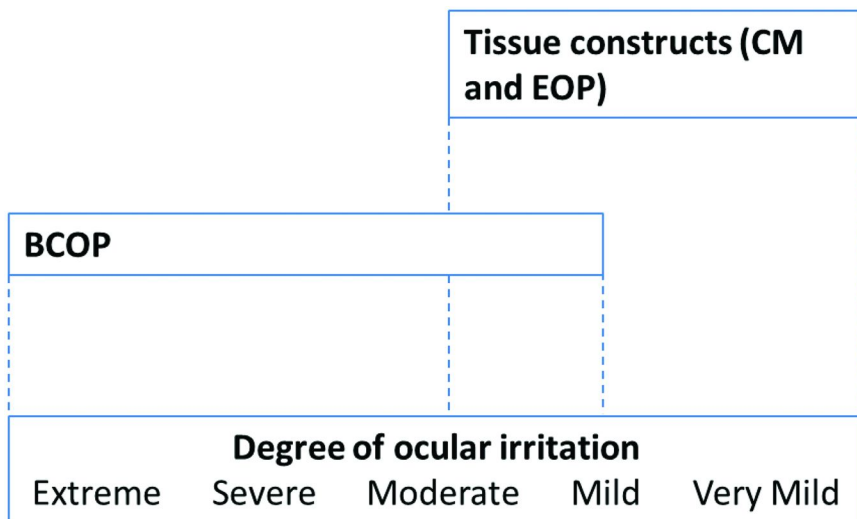 Tissue constructs (CM
and EOP)
BCOP
Degree of ocular irritation
Extreme Severe Moderate Mild Very Mild